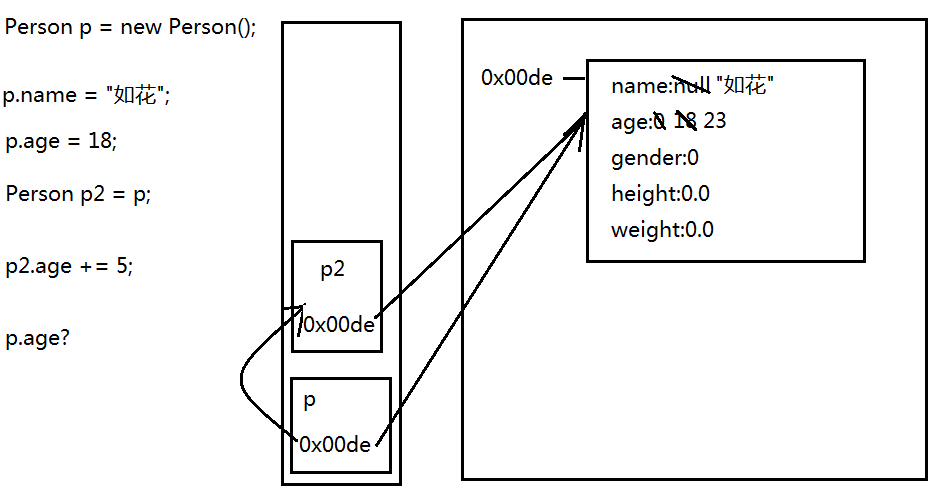 Person p = new Person();
p.name = "如花";
p.age = 18;
Person p2 = p;
p2.age += 5;
p.age?
p2
0x00de
p
0x00de
0x00de
name:null "如花"
age:0 18 23
gender:0
height:0.0
weight:0.0